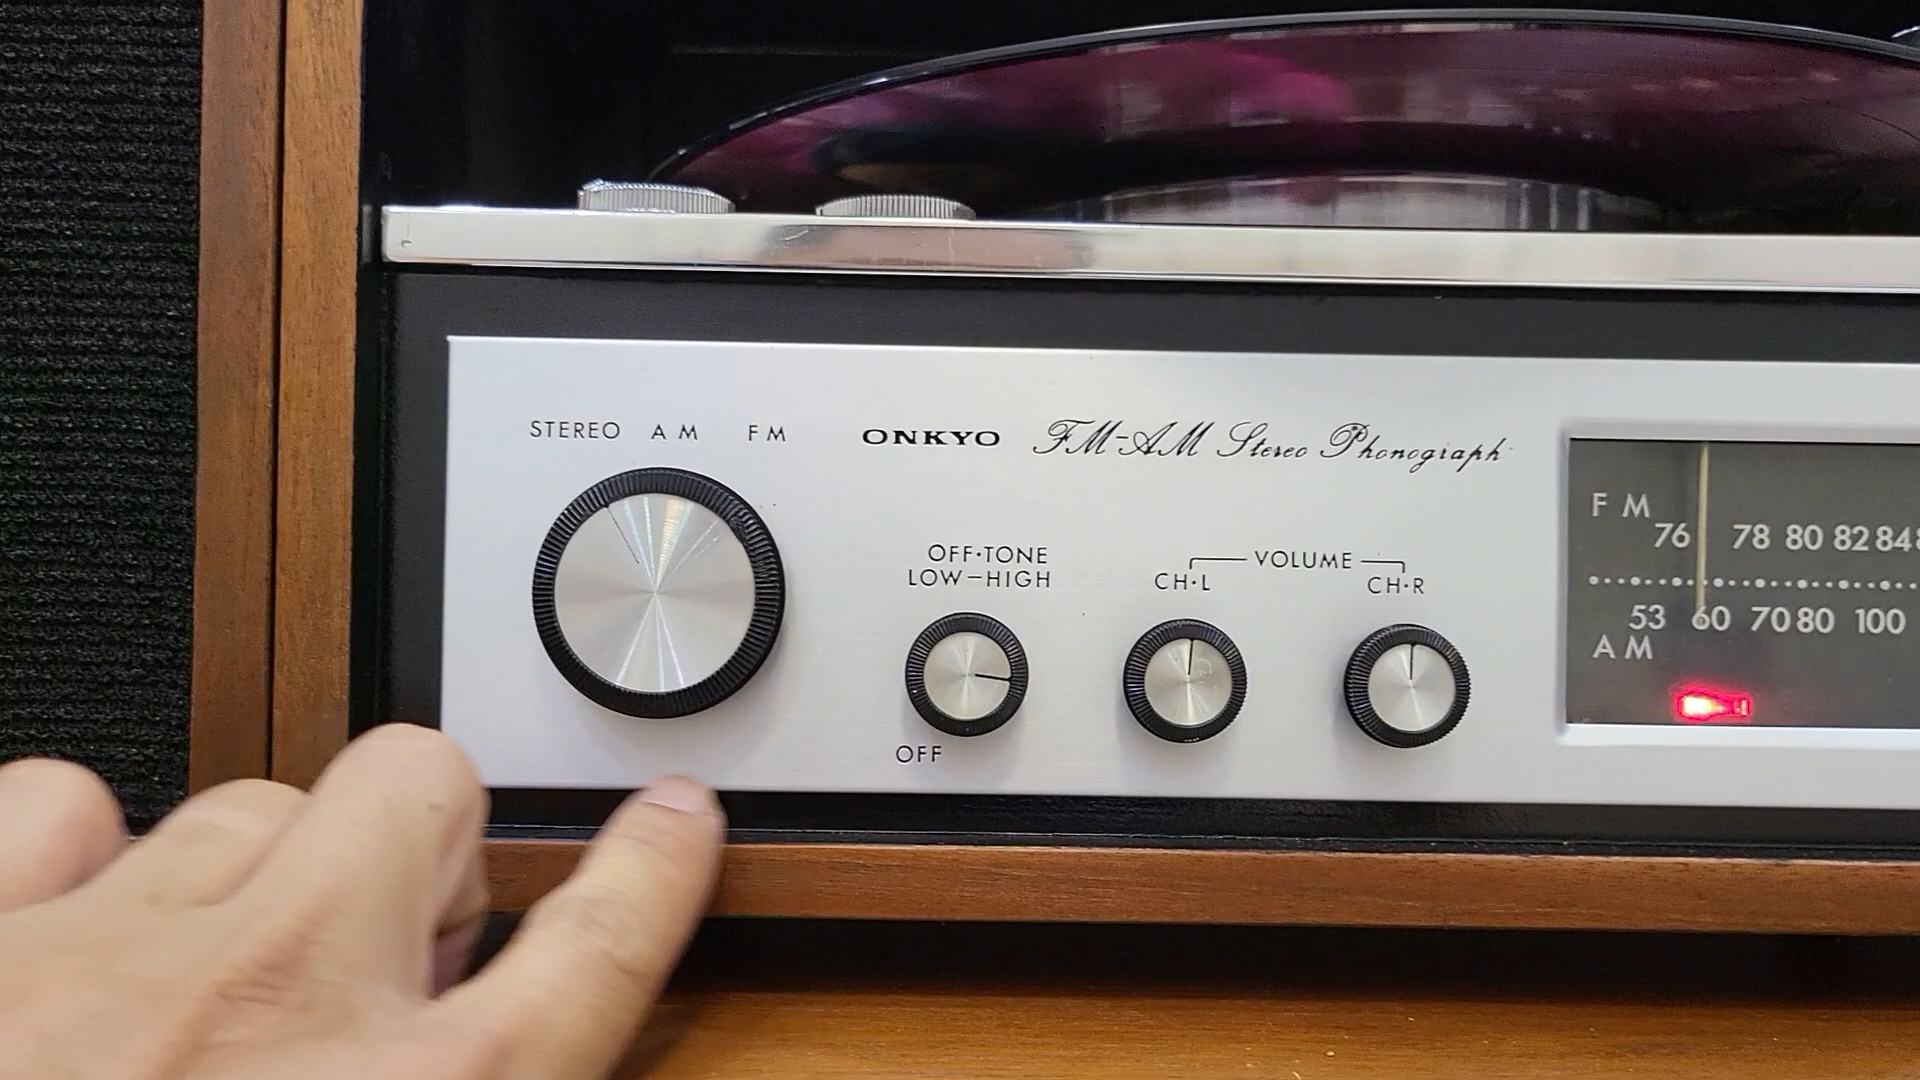 STEREO AM FM
ONKYO FM-AM Stereo Phonograph
OFF·TONE
LOW—HIGH
OFF
VOLUME
CH·L CH·R
FM
76 78 80 82 84
53 60 70 80 100
AM